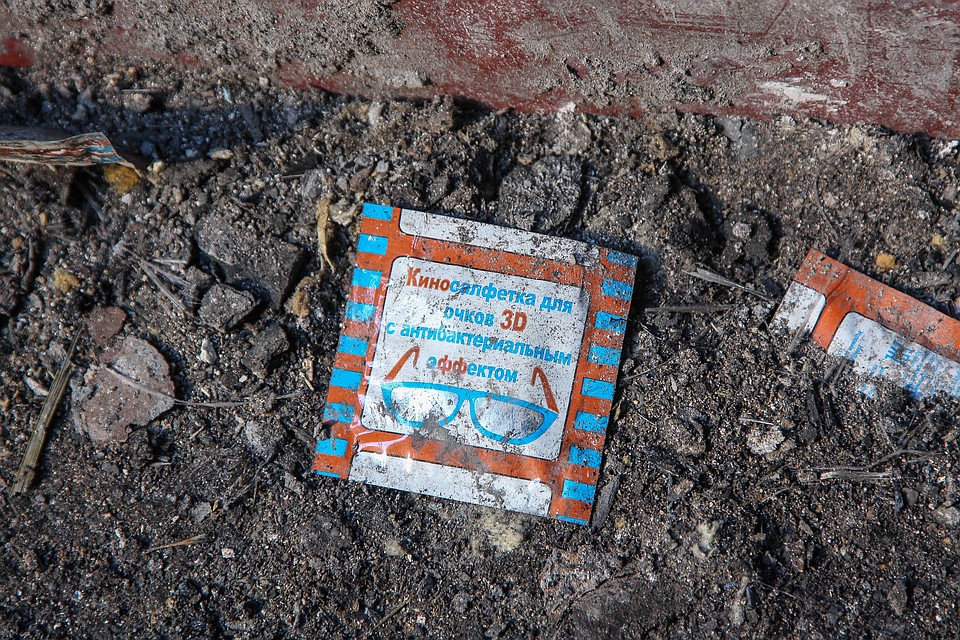 Киносалфетка для
очков 3D
с антибактериальным
эффектом